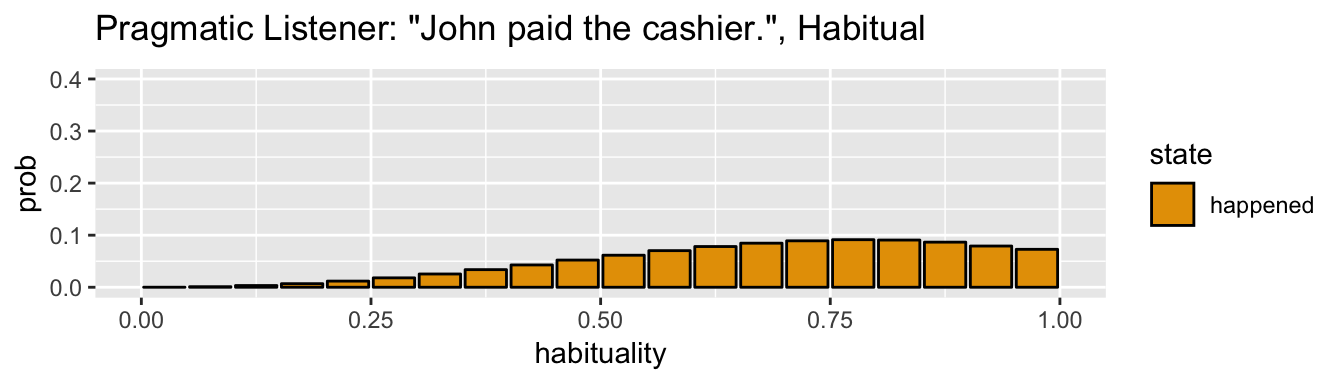 Pragmatic Listener: "John paid the cashier.", Habitual
0.4
0.3
0.2
0.1
0.0
prob
0.00 0.25 0.50 0.75 1.00
habituality
state
happened